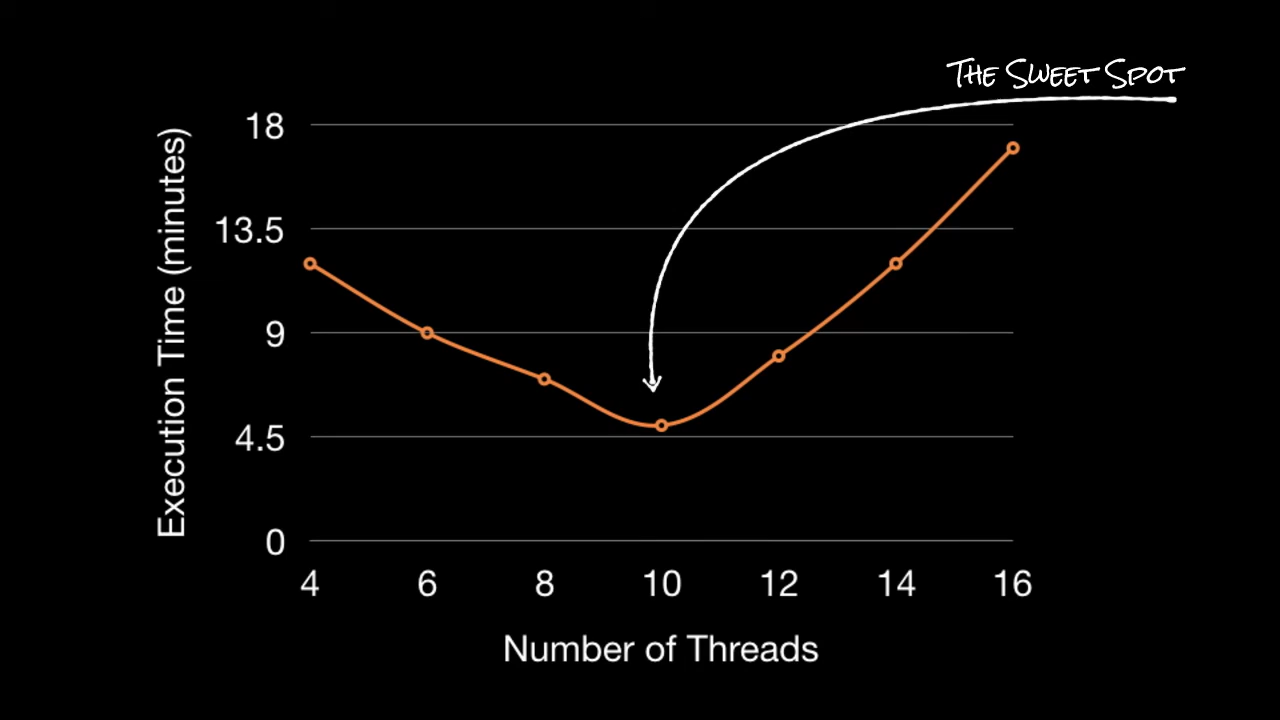 The Sweet Spot
18
13.5
9
4.5
0
Execution Time (minutes)
4 6 8 10 12 14 16
Number of Threads